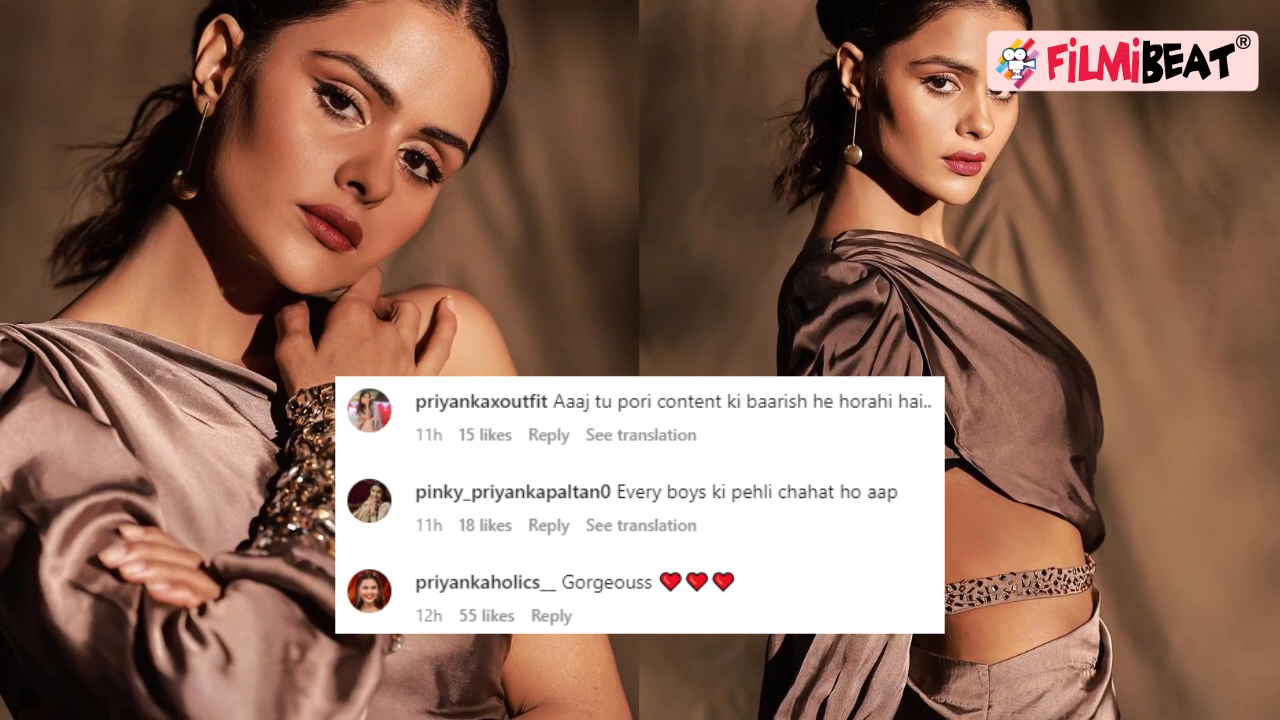 FiLMiBEAT®
priyankaxoutfit Aaaj tu pori content ki baarish he horahi hai..
11h 15 likes Reply See translation
pinky_priyankapaltan0 Every boys ki pehli chahat ho aap
11h 18 likes Reply See translation
priyankaholics__ Gorgeouss ❤❤❤
12h 55 likes Reply